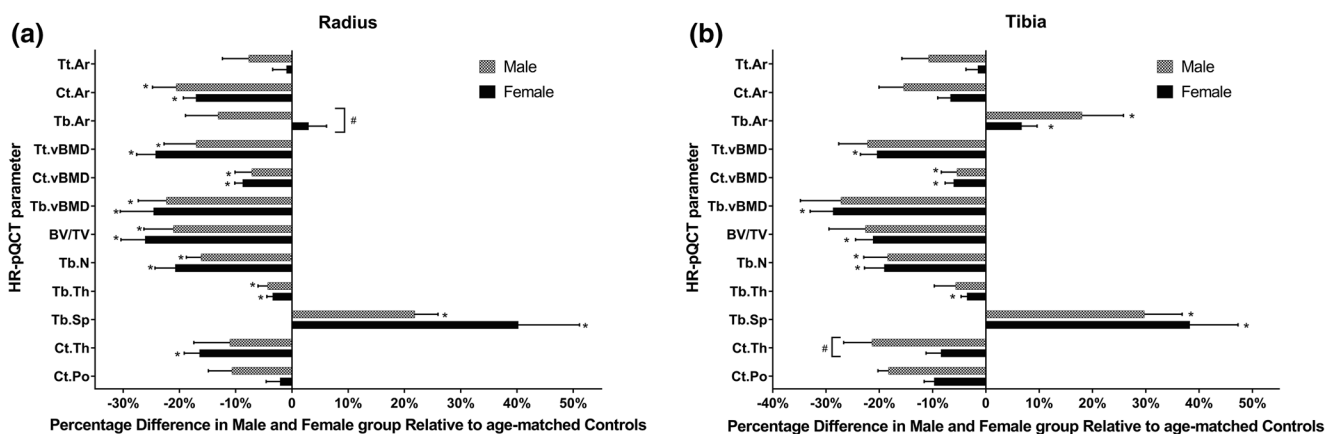 (a)
Radius
Male
Female
HR-pQCT parameter
Tt.Ar
*
Ct.Ar
*
Tb.Ar
#
*
Tt.vBMD
*
*
Ct.vBMD
*
*
Tb.vBMD
*
*
BV/TV
*
*
Tb.N
*
*
Tb.Th
*
*
Tb.Sp
*
Ct.Th
*
Ct.Po
-30%
-20%
-10%
0
10%
20%
30%
40%
50%
Percentage Difference in Male and Female group Relative to age-matched Controls
(b)
Tibia
Male
Female
HR-pQCT parameter
Tt.Ar
Ct.Ar
Tb.Ar
*
*
Tt.vBMD
*
Ct.vBMD
*
*
Tb.vBMD
*
BV/TV
*
Tb.N
*
*
Tb.Th
*
Tb.Sp
*
*
Ct.Th
#
Ct.Po
-40%
-30%
-20%
-10%
0
10%
20%
30%
40%
50%
Percentage Difference in Male and Female group Relative to age-matched Controls